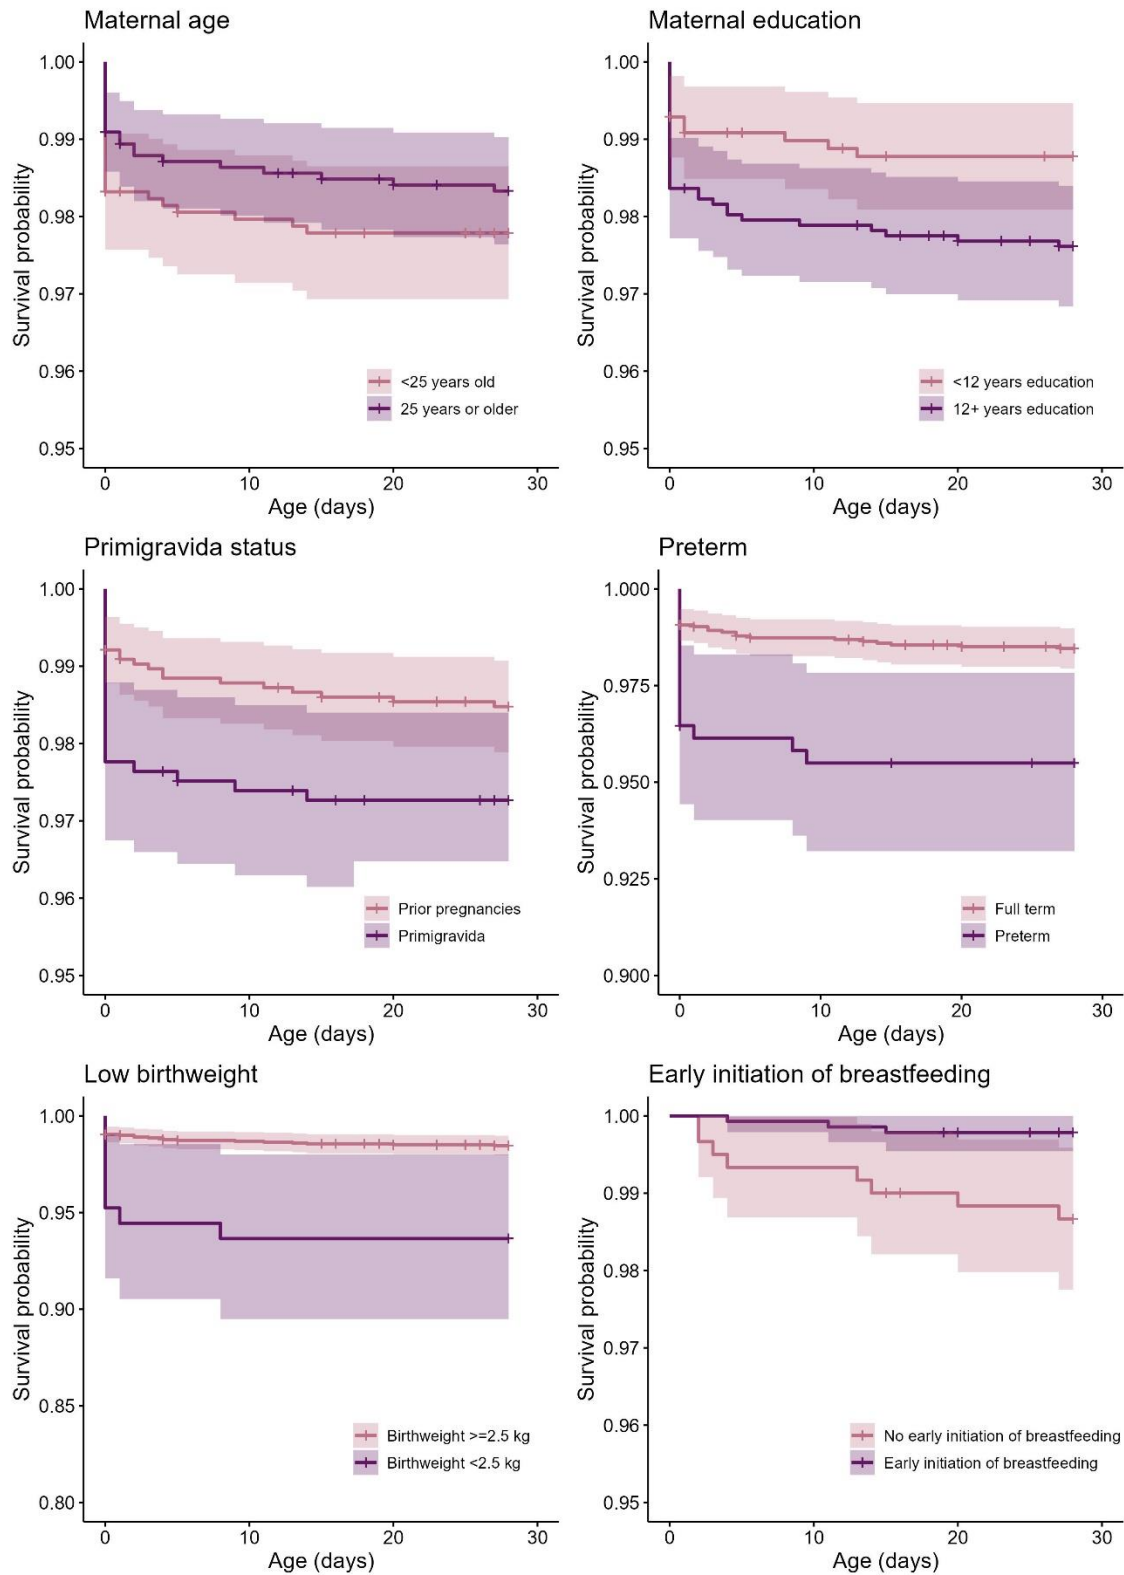 Maternal age
Survival probability
1.00
0.99
0.98
0.97
0.96
0.95
<25 years old
25 years or older
0 10 20 30
Age (days)
Maternal education
Survival probability
1.00
0.99
0.98
0.97
0.96
0.95
<12 years education
12+ years education
0 10 20 30
Age (days)
Primigravida status
Survival probability
1.00
0.99
0.98
0.97
0.96
0.95
Prior pregnancies
Primigravida
0 10 20 30
Age (days)
Preterm
Survival probability
1.000
0.975
0.950
0.925
0.900
Full term
Preterm
0 10 20 30
Age (days)
Low birthweight
Survival probability
1.00
0.95
0.90
0.85
0.80
Birthweight >=2.5 kg
Birthweight <2.5 kg
0 10 20 30
Age (days)
Early initiation of breastfeeding
Survival probability
1.00
0.99
0.98
0.97
0.96
0.95
No early initiation of breastfeeding
Early initiation of breastfeeding
0 10 20 30
Age (days)